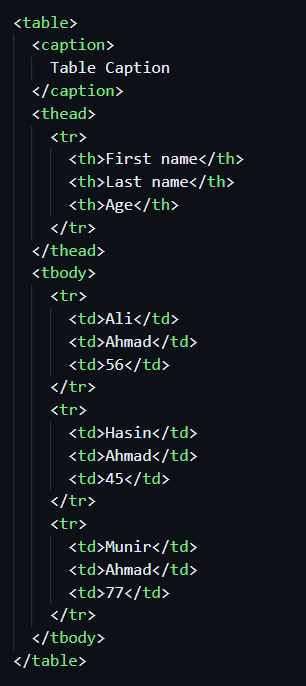 <table>
<caption>
Table Caption
</caption>
<thead>
<tr>
<th>First name</th>
<th>Last name</th>
<th>Age</th>
</tr>
</thead>
<tbody>
<tr>
<td>Ali</td>
<td>Ahmad</td>
<td>56</td>
</tr>
<tr>
<td>Hasin</td>
<td>Ahmad</td>
<td>45</td>
</tr>
<tr>
<td>Munir</td>
<td>Ahmad</td>
<td>77</td>
</tr>
</tbody>
</table>